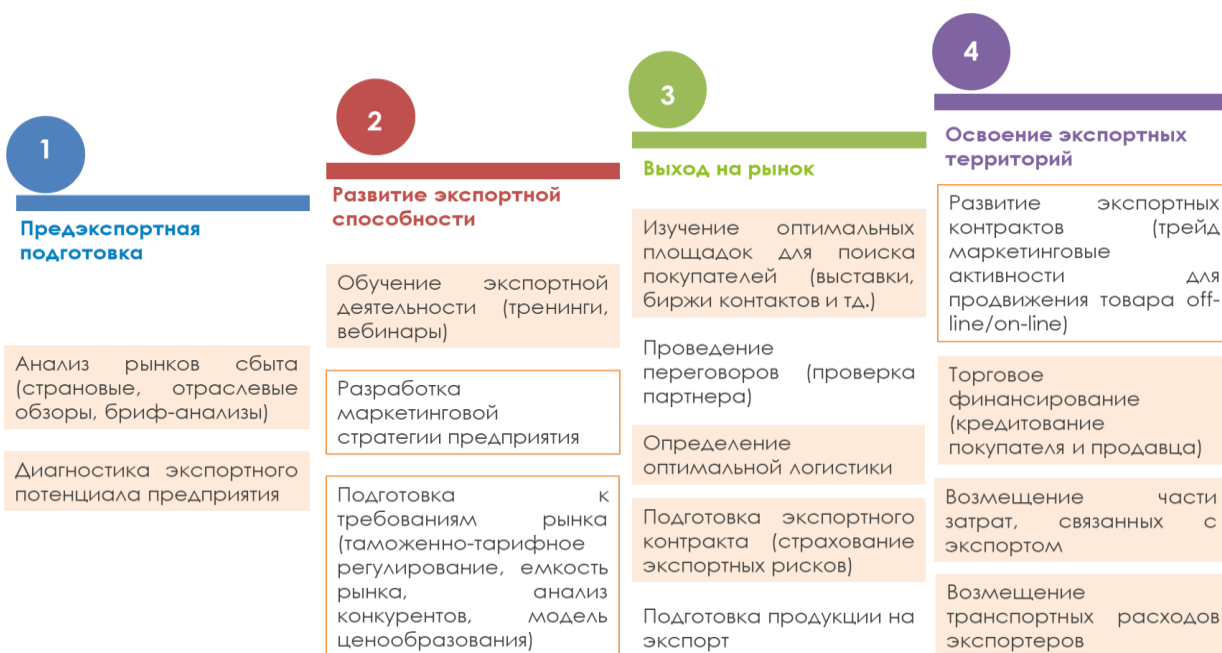 1
Предэкспортная
подготовка
Анализ рынков сбыта
(страновые, отраслевые
обзоры, бриф-анализы)
Диагностика экспортного
потенциала предприятия
2
Развитие экспортной
способности
Обучение экспортной
деятельности (тренинги,
вебинары)
Разработка
маркетинговой
стратегии предприятия
Подготовка к
требованиям рынка
(таможенно-тарифное
регулирование, емкость
рынка, анализ
конкурентов, модель
ценообразования)
3
Выход на рынок
Изучение оптимальных
площадок для поиска
покупателей (выставки,
биржи контактов и тд.)
Проведение
переговоров (проверка
партнера)
Определение
оптимальной логистики
Подготовка экспортного
контракта (страхование
экспортных рисков)
Подготовка продукции на
экспорт
4
Освоение экспортных
территорий
Развитие экспортных
контрактов (трейд
маркетинговые
активности для
продвижения товара off-
line/on-line)
Торговое
финансирование
(кредитование
покупателя и продавца)
Возмещение части
затрат, связанных с
экспортом
Возмещение
транспортных расходов
экспортеров